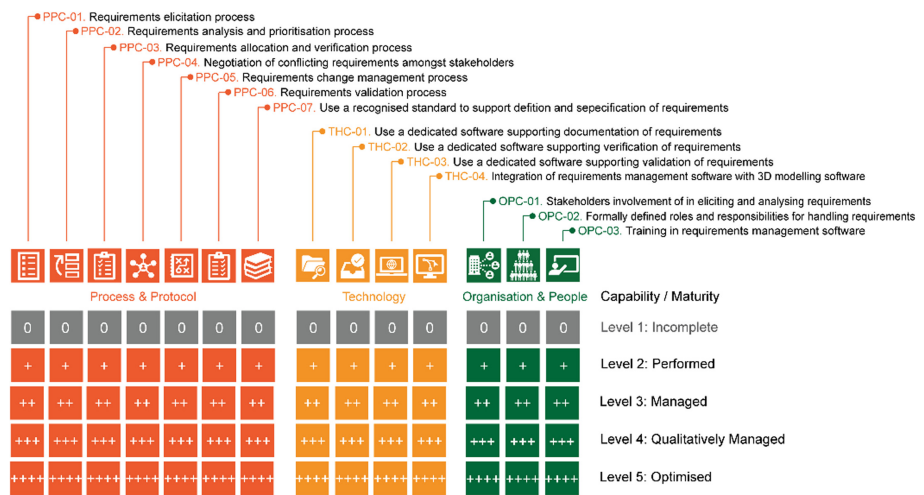 PPC-01. Requirements elicitation process
PPC-02. Requirements analysis and prioritisation process
PPC-03. Requirements allocation and verification process
PPC-04. Negotiation of conflicting requirements amongst stakeholders
PPC-05. Requirements change management process
PPC-06. Requirements validation process
PPC-07. Use a recognised standard to support defition and sepecification of requirements
THC-01. Use a dedicated software supporting documentation of requirements
THC-02. Use a dedicated software supporting verification of requirements
THC-03. Use a dedicated software supporting validation of requirements
THC-04. Integration of requirements management software with 3D modelling software
OPC-01. Stakeholders involvement of in eliciting and analysing requirements
OPC-02. Formally defined roles and responsibilities for handling requirements
OPC-03. Training in requirements management software
Process & Protocol Technology Organisation & People Capability / Maturity
0 0 0 0 0 0 0 0 0 0 0 0 0 0 Level 1: Incomplete
+ + + + + + + + + + + + + + Level 2: Performed
++ ++ ++ ++ ++ ++ ++ ++ ++ ++ ++ ++ ++ ++ Level 3: Managed
+++ +++ +++ +++ +++ +++ +++ +++ +++ +++ +++ +++ +++ +++ Level 4: Qualitatively Managed
++++ ++++ ++++ ++++ ++++ ++++ ++++ ++++ ++++ ++++ ++++ ++++ ++++ ++++ Level 5: Optimised